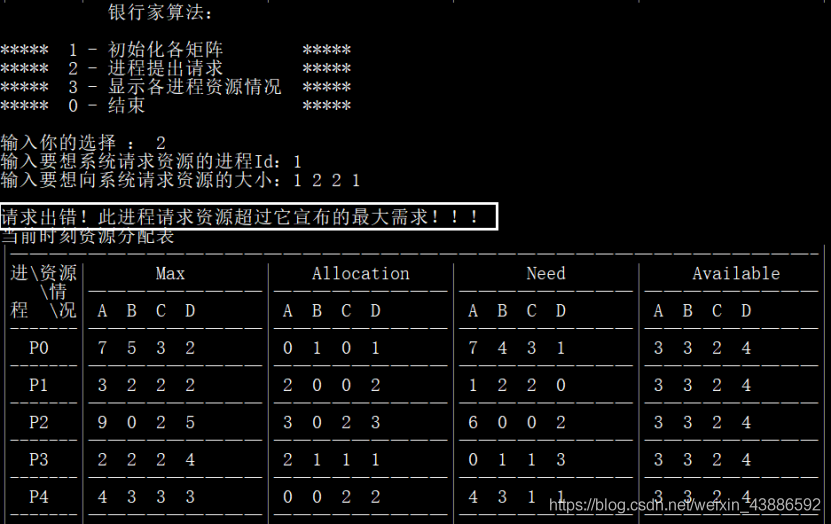 银行家算法：
***** 1 - 初始化各矩阵 *****
***** 2 - 进程提出请求 *****
***** 3 - 显示各进程资源情况 *****
***** 0 - 结束 *****
输入你的选择 ： 2
输入要想系统请求资源的进程Id：1
输入要想向系统请求资源的大小：1 2 2 1
请求出错！此进程请求资源超过它宣布的最大需求！！！
当前时刻资源分配表
进\资源 Max Allocation Need Available
\情
程 \况 A B C D A B C D A B C D A B C D
P0 7 5 3 2 0 1 0 1 7 4 3 1 3 3 2 4
P1 3 2 2 2 2 0 0 2 1 2 2 0 3 3 2 4
P2 9 0 2 5 3 0 2 3 6 0 0 2 3 3 2 4
P3 2 2 2 4 2 1 1 1 0 1 1 3 3 3 2 4
P4 4 3 3 3 0 0 2 2 4 3 1 1 3 3 2 4
https://blog.csdn.net/weixin_43886592